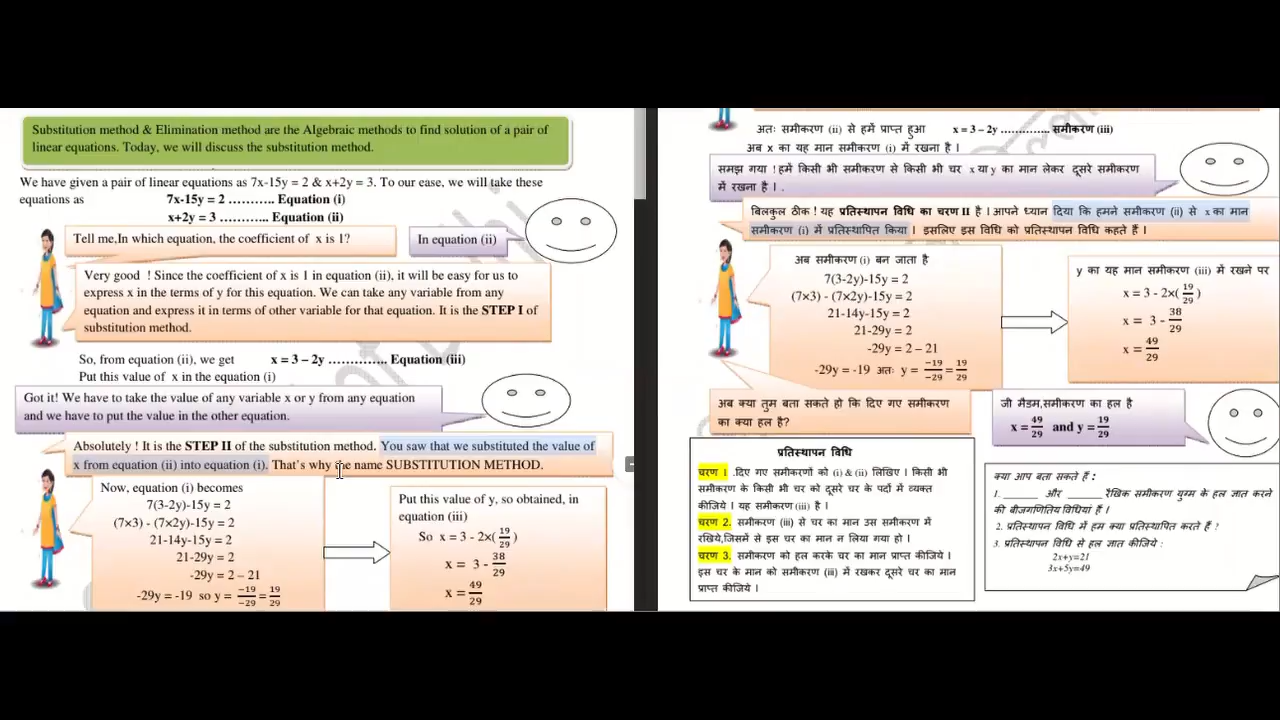 Substitution method & Elimination method are the Algebraic methods to find solution of a pair of
linear equations. Today, we will discuss the substitution method.
We have given a pair of linear equations as 7x-15y = 2 & x+2y = 3. To our ease, we will take these
equations as 7x-15y = 2 ……….. Equation (i)
x+2y = 3 ……….. Equation (ii)
Tell me,In which equation, the coefficient of x is 1?
In equation (ii)
Very good ! Since the coefficient of x is 1 in equation (ii), it will be easy for us to
express x in the terms of y for this equation. We can take any variable from any
equation and express it in terms of other variable for that equation. It is the STEP I of
substitution method.
So, from equation (ii), we get x = 3 – 2y ………….. Equation (iii)
Put this value of x in the equation (i)
Got it! We have to take the value of any variable x or y from any equation
and we have to put the value in the other equation.
Absolutely ! It is the STEP II of the substitution method. You saw that we substituted the value of
x from equation (ii) into equation (i). That's why the name SUBSTITUTION METHOD.
Now, equation (i) becomes
7(3-2y)-15y = 2
(7×3) - (7×2y)-15y = 2
21-14y-15y = 2
21-29y = 2
-29y = 2 – 21
-29y = -19 so y = -19/-29 = 19/29
Put this value of y, so obtained, in
equation (iii)
So x = 3 - 2×(19/29)
x = 3 - 38/29
x = 49/29
अतः समीकरण (ii) से हमें प्राप्त हुआ x = 3 – 2y ………….. समीकरण (iii)
अब x का यह मान समीकरण (i) में रखना है ।
समझ गया ! हमें किसी भी समीकरण से किसी भी चर x या y का मान लेकर दूसरे समीकरण
में रखना है । .
बिलकुल ठीक ! यह प्रतिस्थापन विधि का चरण II है । आपने ध्यान दिया कि हमने समीकरण (ii) से x का मान
समीकरण (i) में प्रतिस्थापित किया । इसलिए इस विधि को प्रतिस्थापन विधि कहते हैं ।
अब समीकरण (i) बन जाता है
7(3-2y)-15y = 2
(7×3) - (7×2y)-15y = 2
21-14y-15y = 2
21-29y = 2
-29y = 2 – 21
-29y = -19 अतः y = -19/-29 = 19/29
y का यह मान समीकरण (iii) में रखने पर
x = 3 - 2×(19/29)
x = 3 - 38/29
x = 49/29
अब क्या तुम बता सकते हो कि दिए गए समीकरण
का क्या हल है?
जी मैडम,समीकरण का हल है
x = 49/29 and y = 19/29
प्रतिस्थापन विधि
चरण 1 .दिए गए समीकरणों को (i) & (ii) लिखिए । किसी भी
समीकरण के किसी भी चर को दूसरे चर के पदों में व्यक्त
कीजिये । यह समीकरण (iii) है ।
चरण 2. समीकरण (iii) से चर का मान उस समीकरण में
रखिये,जिसमें से इस चर का मान न लिया गया हो ।
चरण 3. समीकरण को हल करके चर का मान प्राप्त कीजिये ।
इस चर के मान को समीकरण (iii) में रखकर दूसरे चर का मान
प्राप्त कीजिये ।
क्या आप बता सकते हैं :
1. _______ और _______ रैखिक समीकरण युग्म के हल ज्ञात करने
की बीजगणितिय विधियां हैं ।
2. प्रतिस्थापन विधि में हम क्या प्रतिस्थापित करते हैं ?
3. प्रतिस्थापन विधि से हल ज्ञात कीजिये :
2x+y=21
3x+5y=49